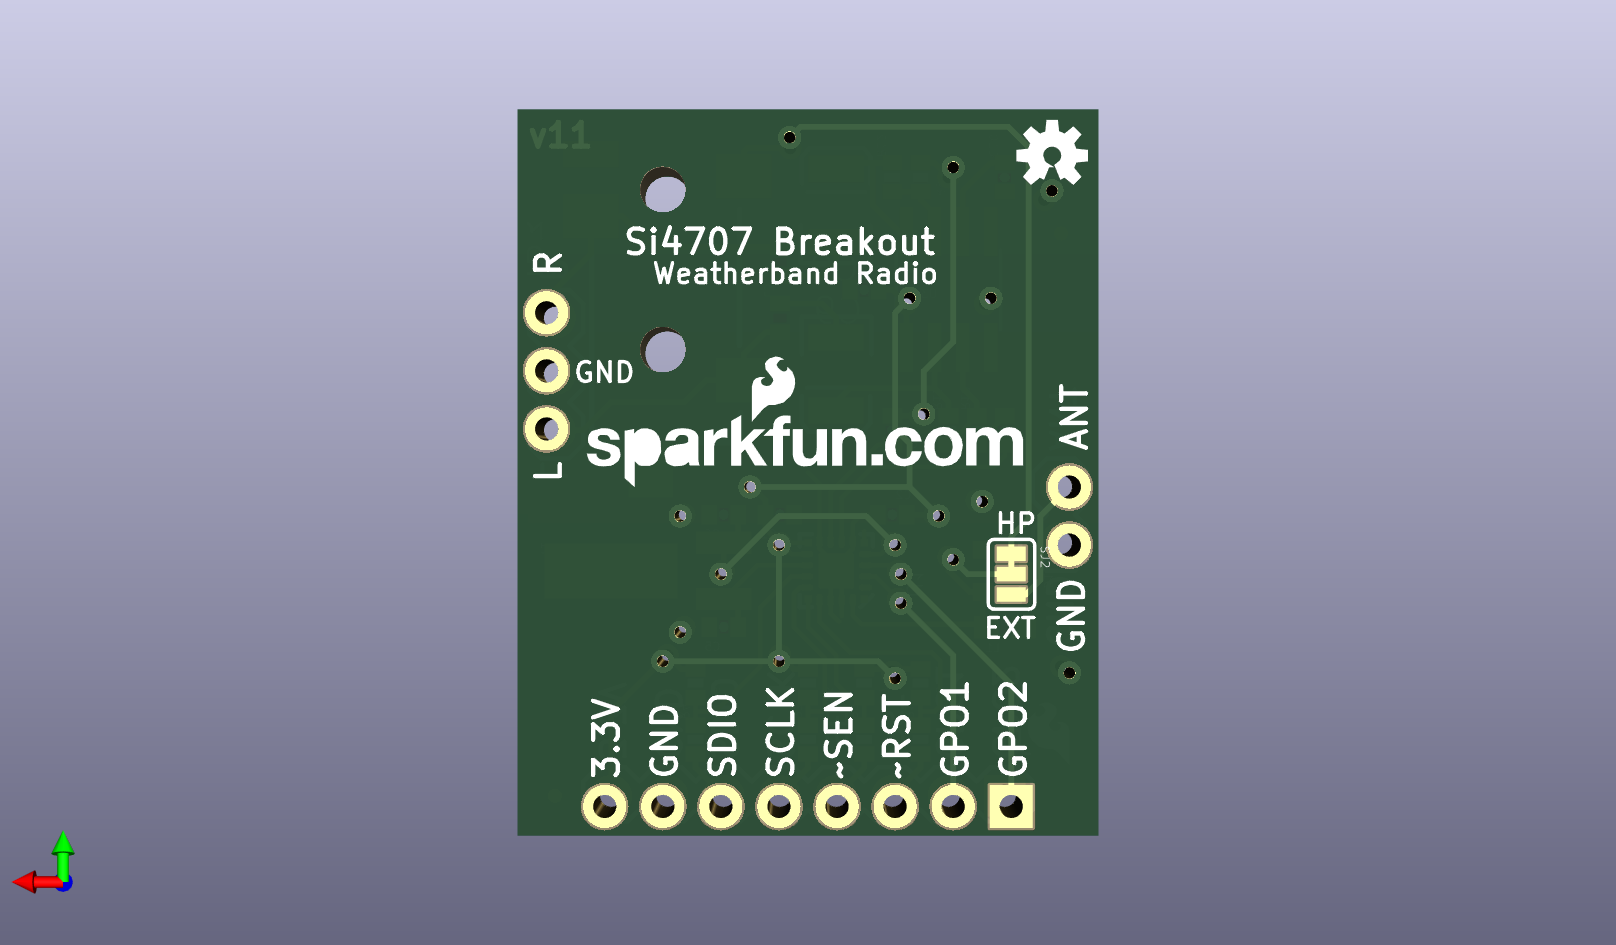 v11
Si4707 Breakout
Weatherband Radio
R
GND
L
sparkfun.com
ANT
HP
SJ2
EXT
GND
3.3V
GND
SDIO
SCLK
~SEN
~RST
GPO1
GPO2